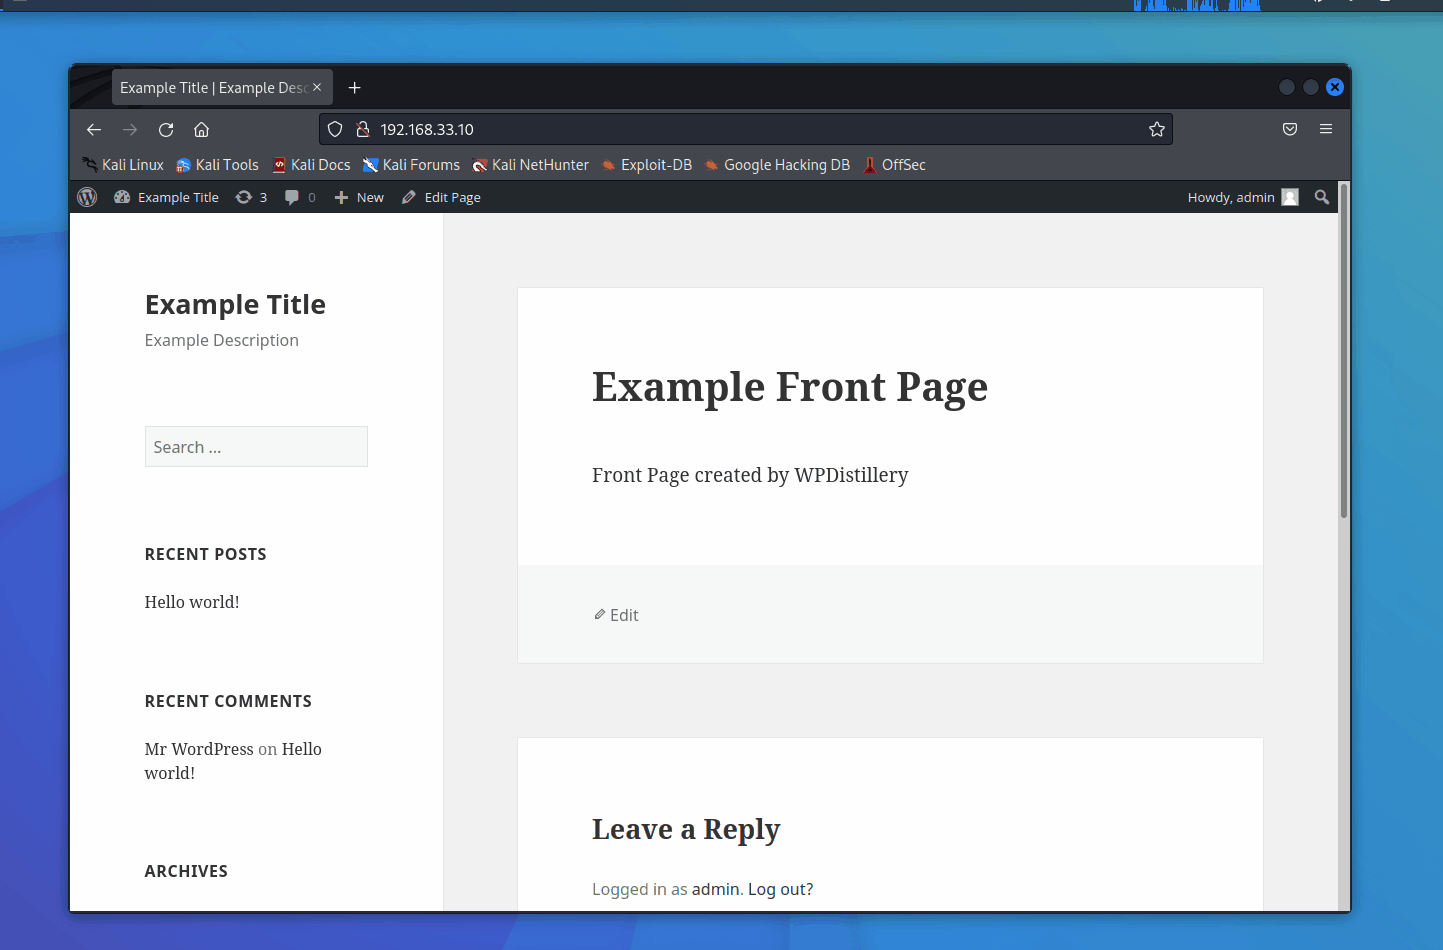 Example Title | Example Desc
192.168.33.10
Kali Linux Kali Tools Kali Docs Kali Forums Kali NetHunter Exploit-DB Google Hacking DB OffSec
Example Title 3 0 New Edit Page Howdy, admin
Example Title
Example Description
Search ...
RECENT POSTS
Hello world!
RECENT COMMENTS
Mr WordPress on Hello
world!
ARCHIVES
Example Front Page
Front Page created by WPDistillery
Edit
Leave a Reply
Logged in as admin. Log out?